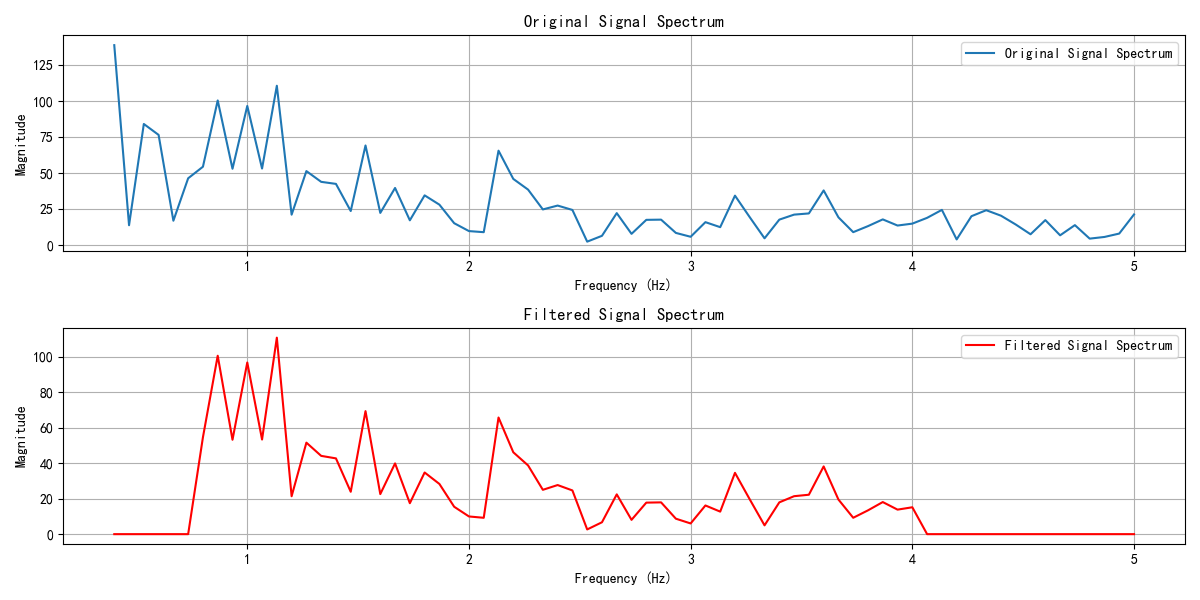 Original Signal Spectrum
Original Signal Spectrum
125
100
75
50
25
0
Magnitude
1 2 3 4 5
Frequency (Hz)
Filtered Signal Spectrum
Filtered Signal Spectrum
100
80
60
40
20
0
Magnitude
1 2 3 4 5
Frequency (Hz)